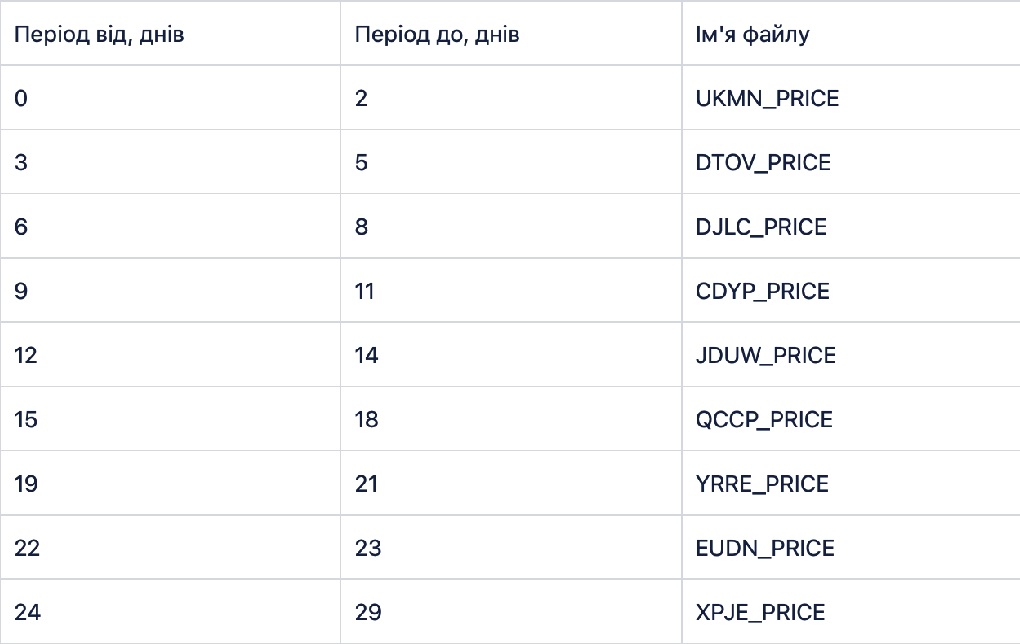 Період від, днів Період до, днів Ім'я файлу
0 2 UKMN_PRICE
3 5 DTOV_PRICE
6 8 DJLC_PRICE
9 11 CDYP_PRICE
12 14 JDUW_PRICE
15 18 QCCP_PRICE
19 21 YRRE_PRICE
22 23 EUDN_PRICE
24 29 XPJE_PRICE